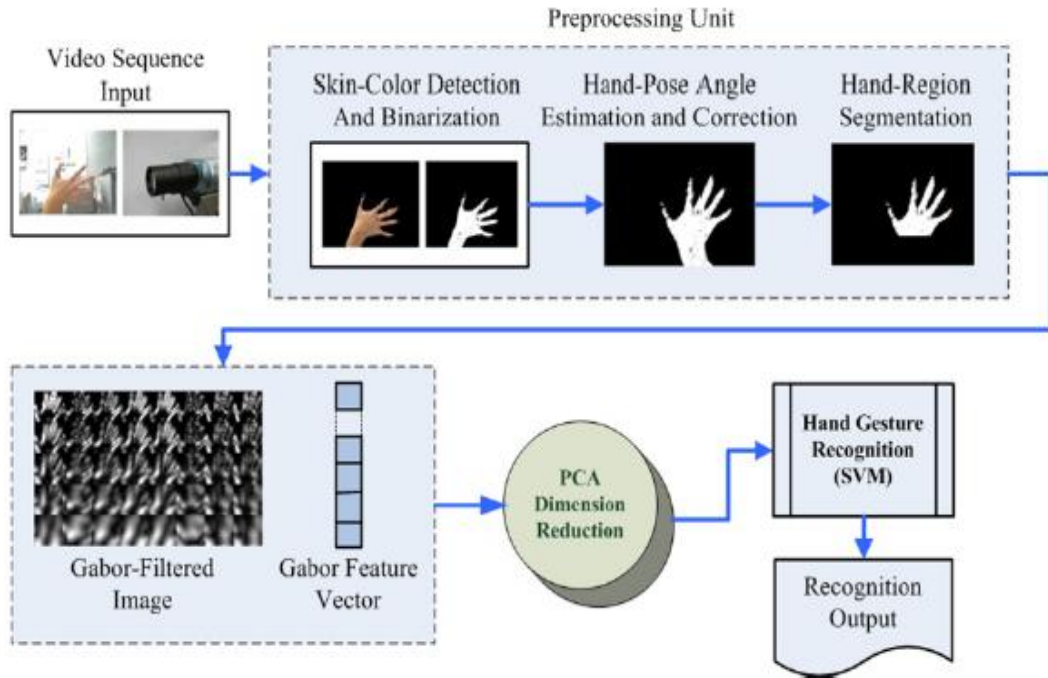 Preprocessing Unit
Video Sequence
Input
Skin-Color Detection
And Binarization
Hand-Pose Angle
Estimation and Correction
Hand-Region
Segmentation
Gabor-Filtered
Image
Gabor Feature
Vector
PCA
Dimension
Reduction
Hand Gesture
Recognition
(SVM)
Recognition
Output